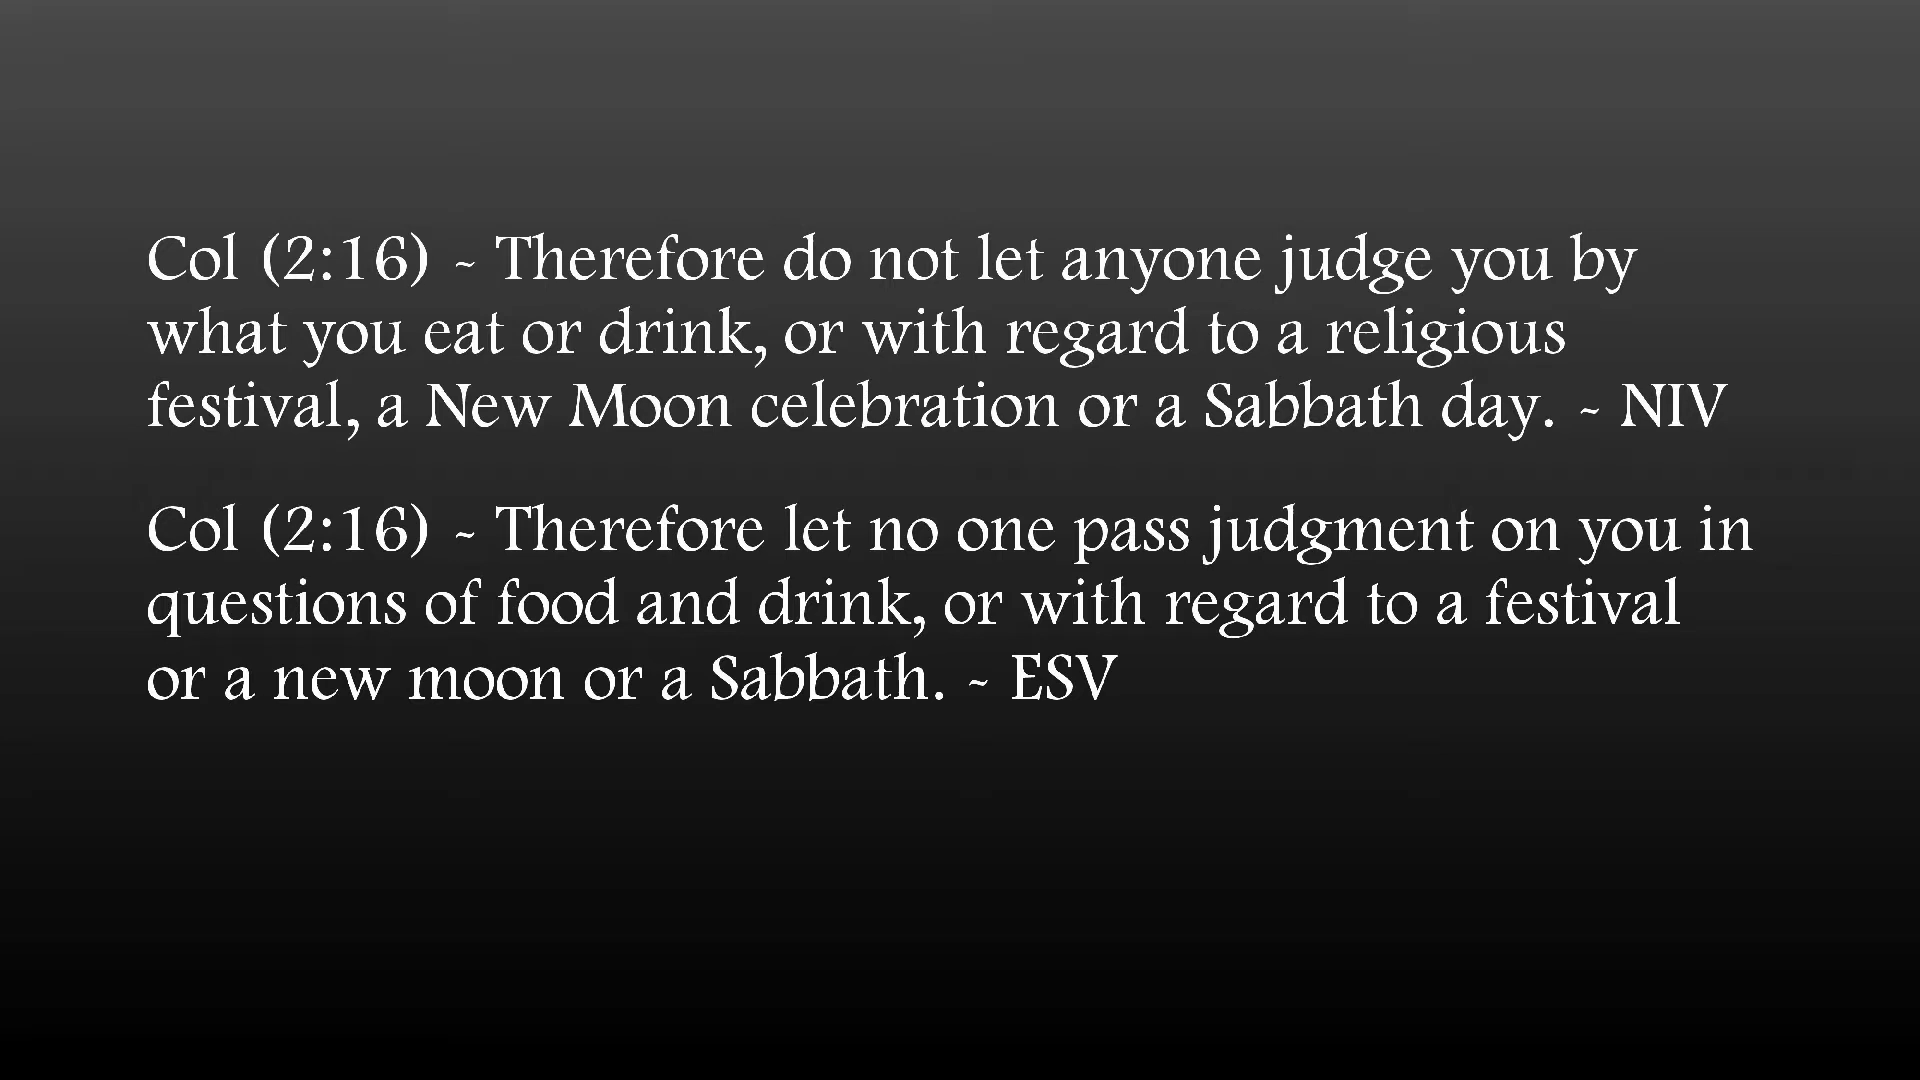 Col (2:16) - Therefore do not let anyone judge you by
what you eat or drink, or with regard to a religious
festival, a New Moon celebration or a Sabbath day. - NIV
Col (2:16) - Therefore let no one pass judgment on you in
questions of food and drink, or with regard to a festival
or a new moon or a Sabbath. - ESV